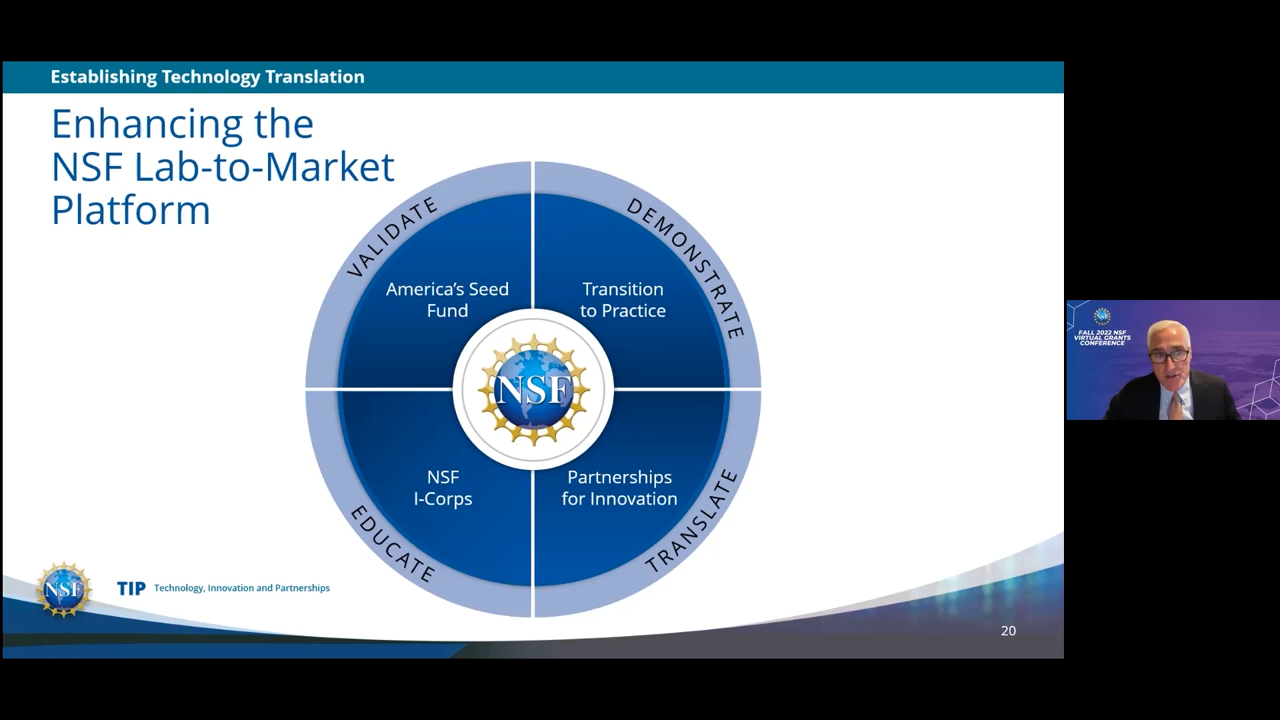 Establishing Technology Translation
Enhancing the
NSF Lab-to-Market
Platform
VALIDATE
DEMONSTRATE
America's Seed
Fund
Transition
to Practice
NSF
NSF
I-Corps
Partnerships
for Innovation
EDUCATE
TRANSLATE
NSF
TIP Technology, Innovation and Partnerships
20
NSF
FALL 2022 NSF
VIRTUAL GRANTS
CONFERENCE